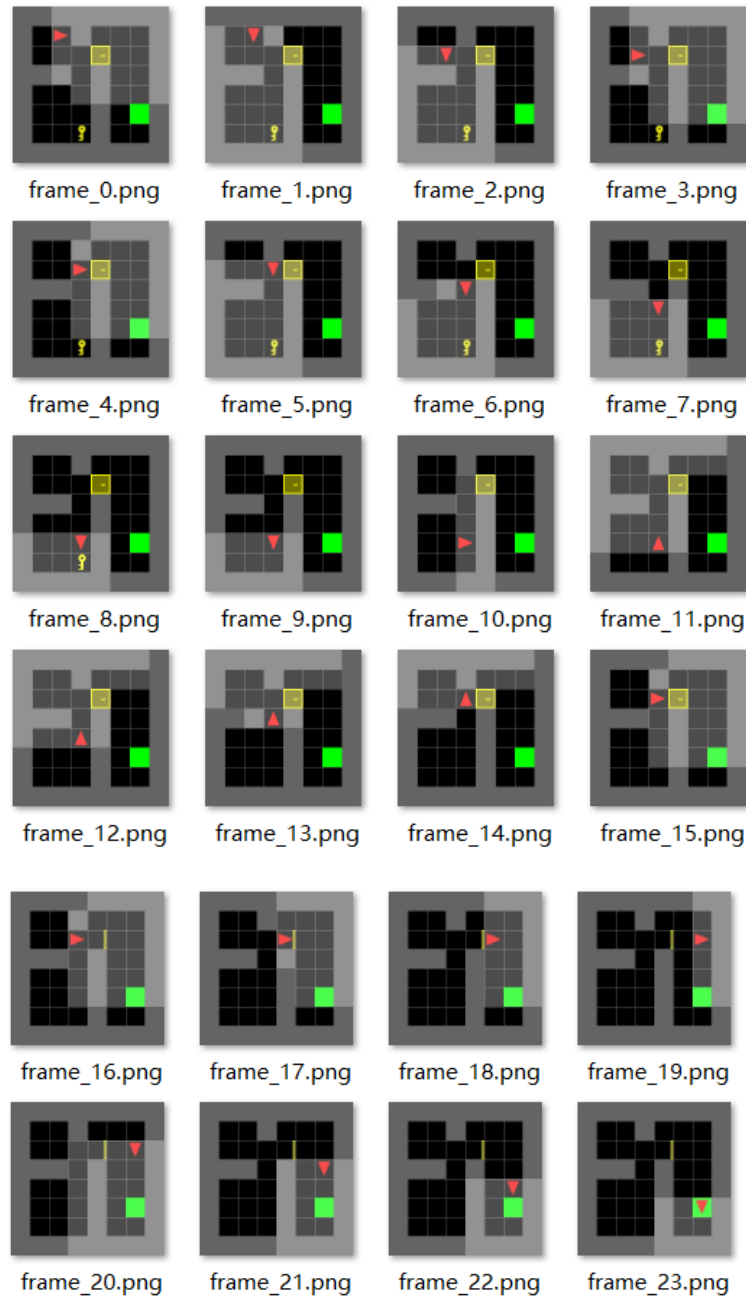 frame_0.png frame_1.png frame_2.png frame_3.png
frame_4.png frame_5.png frame_6.png frame_7.png
frame_8.png frame_9.png frame_10.png frame_11.png
frame_12.png frame_13.png frame_14.png frame_15.png
frame_16.png frame_17.png frame_18.png frame_19.png
frame_20.png frame_21.png frame_22.png frame_23.png